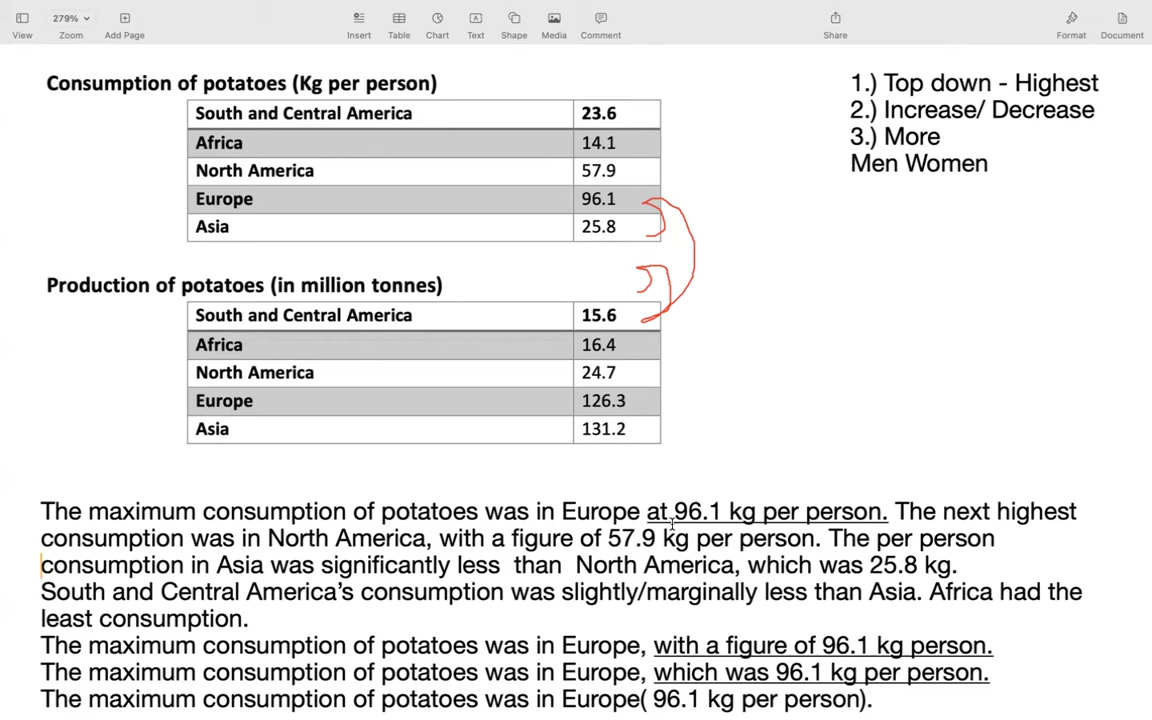 279%
View
Zoom
Add Page
Insert
Table
Chart
Text
Shape
Media
Comment
Share
Format
Document
Consumption of potatoes (Kg per person)
South and Central America 23.6
Africa 14.1
North America 57.9
Europe 96.1
Asia 25.8
1.) Top down - Highest
2.) Increase/ Decrease
3.) More
Men Women
Production of potatoes (in million tonnes)
South and Central America 15.6
Africa 16.4
North America 24.7
Europe 126.3
Asia 131.2
The maximum consumption of potatoes was in Europe at 96.1 kg per person. The next highest
consumption was in North America, with a figure of 57.9 kg per person. The per person
consumption in Asia was significantly less  than  North America, which was 25.8 kg.
South and Central America’s consumption was slightly/marginally less than Asia. Africa had the
least consumption.
The maximum consumption of potatoes was in Europe, with a figure of 96.1 kg person.
The maximum consumption of potatoes was in Europe, which was 96.1 kg per person.
The maximum consumption of potatoes was in Europe( 96.1 kg per person).